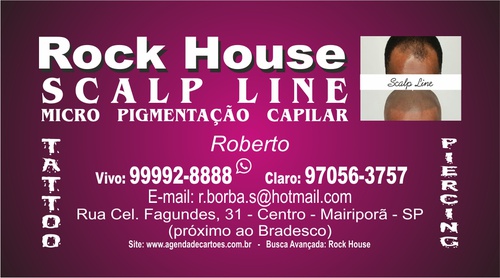 Rock House
SCALP LINE
MICRO PIGMENTAÇÃO CAPILAR
Scalp Line
TATTOO
PIERCING
Roberto
Vivo: 99992-8888 Claro: 97056-3757
E-mail: r.borba.s@hotmail.com
Rua Cel. Fagundes, 31 - Centro - Mairiporã - SP
(próximo ao Bradesco)
Site: www.agendadecartoes.com.br - Busca Avançada: Rock House